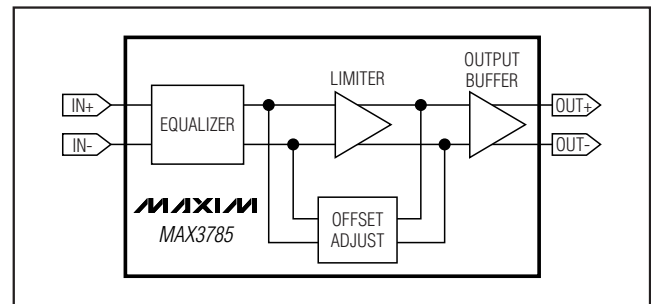 OUTPUT
BUFFER
LIMITER
IN+
IN-
EQUALIZER
OUT+
OUT-
MAXIM
MAX3785
OFFSET
ADJUST